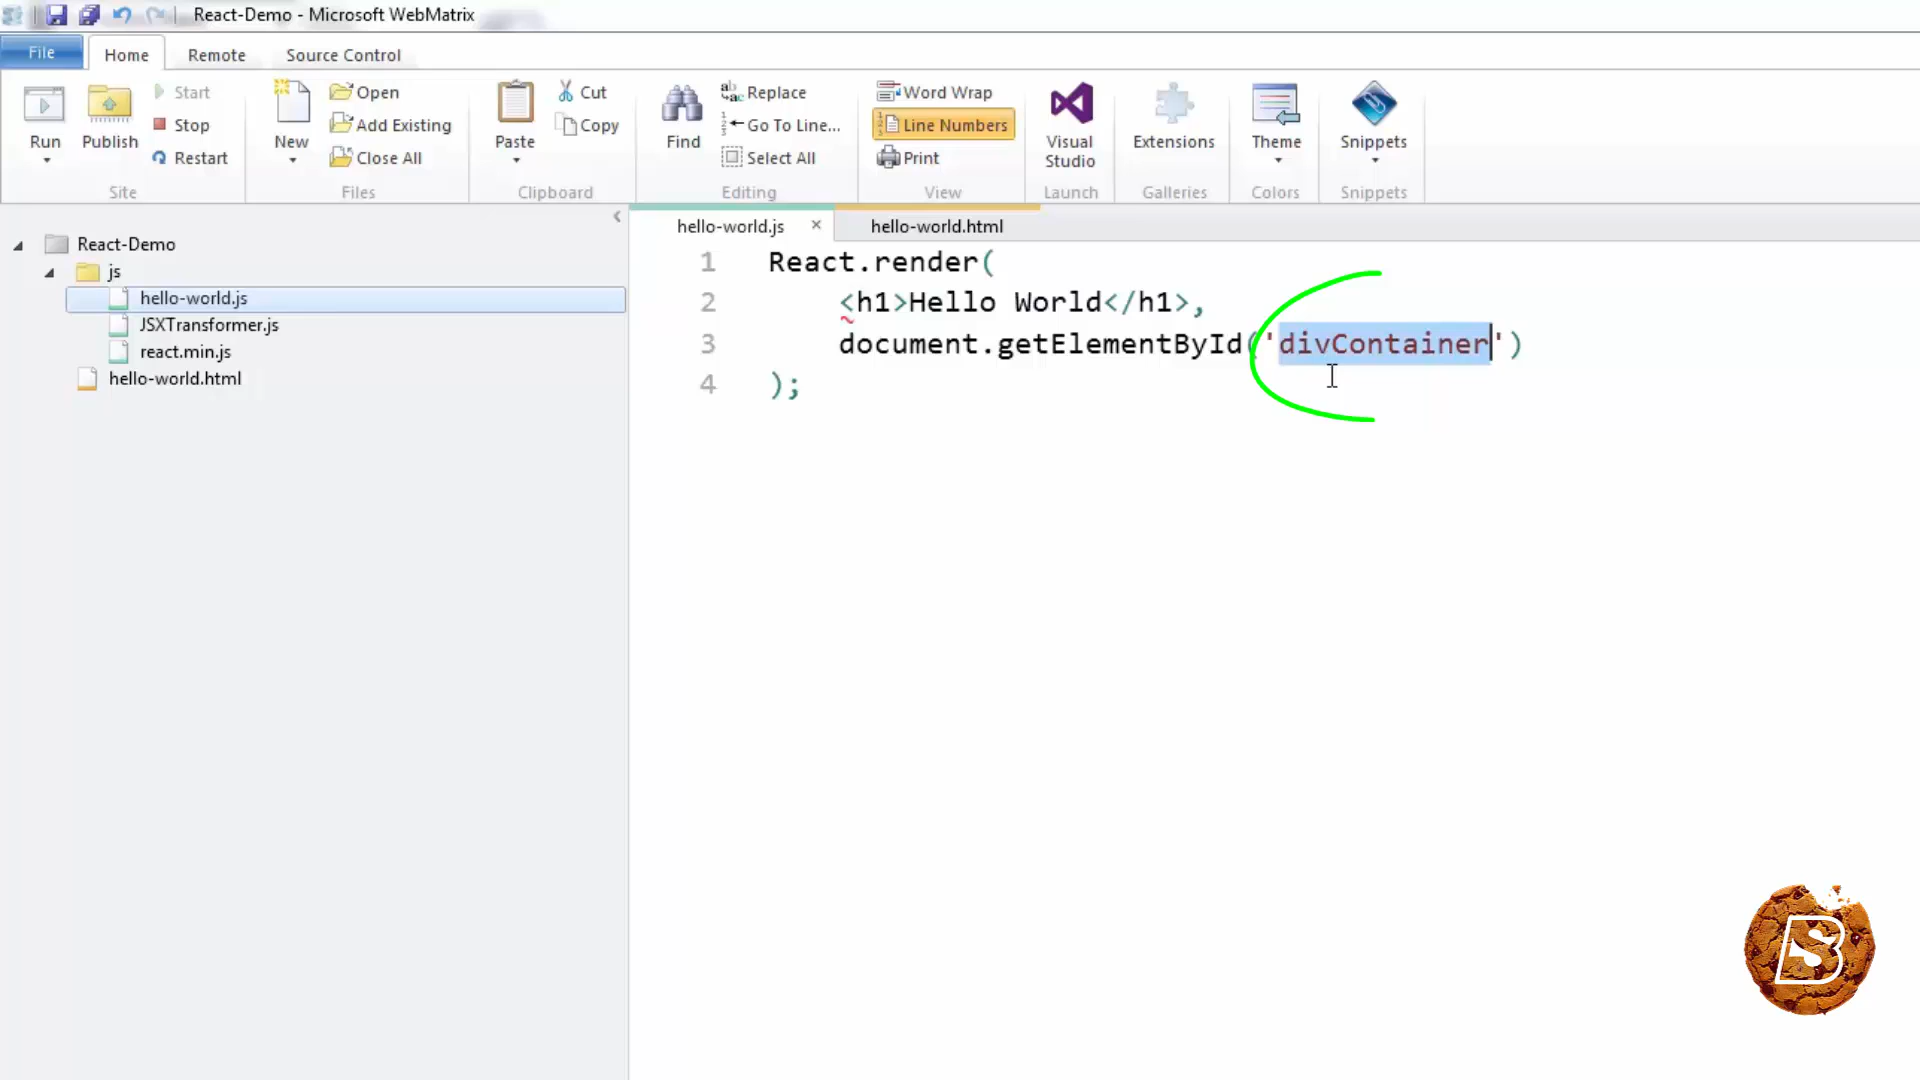 React-Demo - Microsoft WebMatrix
File Home Remote Source Control
Run
Publish
Start
Stop
Restart
Site
New
Open
Add Existing
Close All
Files
Paste
Cut
Copy
Clipboard
Find
Replace
Go To Line...
Select All
Editing
Word Wrap
Line Numbers
Print
View
Visual
Studio
Launch
Extensions
Galleries
Theme
Colors
Snippets
Snippets
React-Demo
js
hello-world.js
JSXTransformer.js
react.min.js
hello-world.html
hello-world.js × hello-world.html
1 React.render(
2 <h1>Hello World</h1>,
3 document.getElementById('divContainer')
4 );